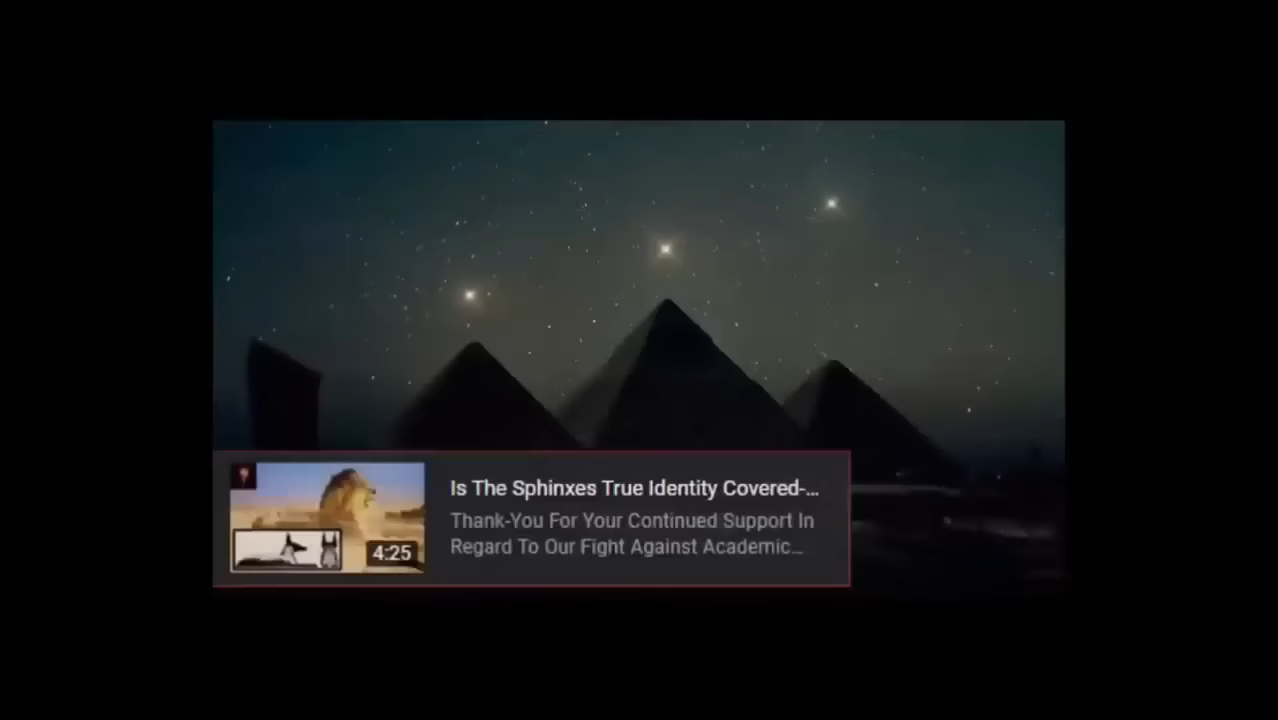 Is The Sphinxes True Identity Covered-...
Thank-You For Your Continued Support In
Regard To Our Fight Against Academic...
4:25